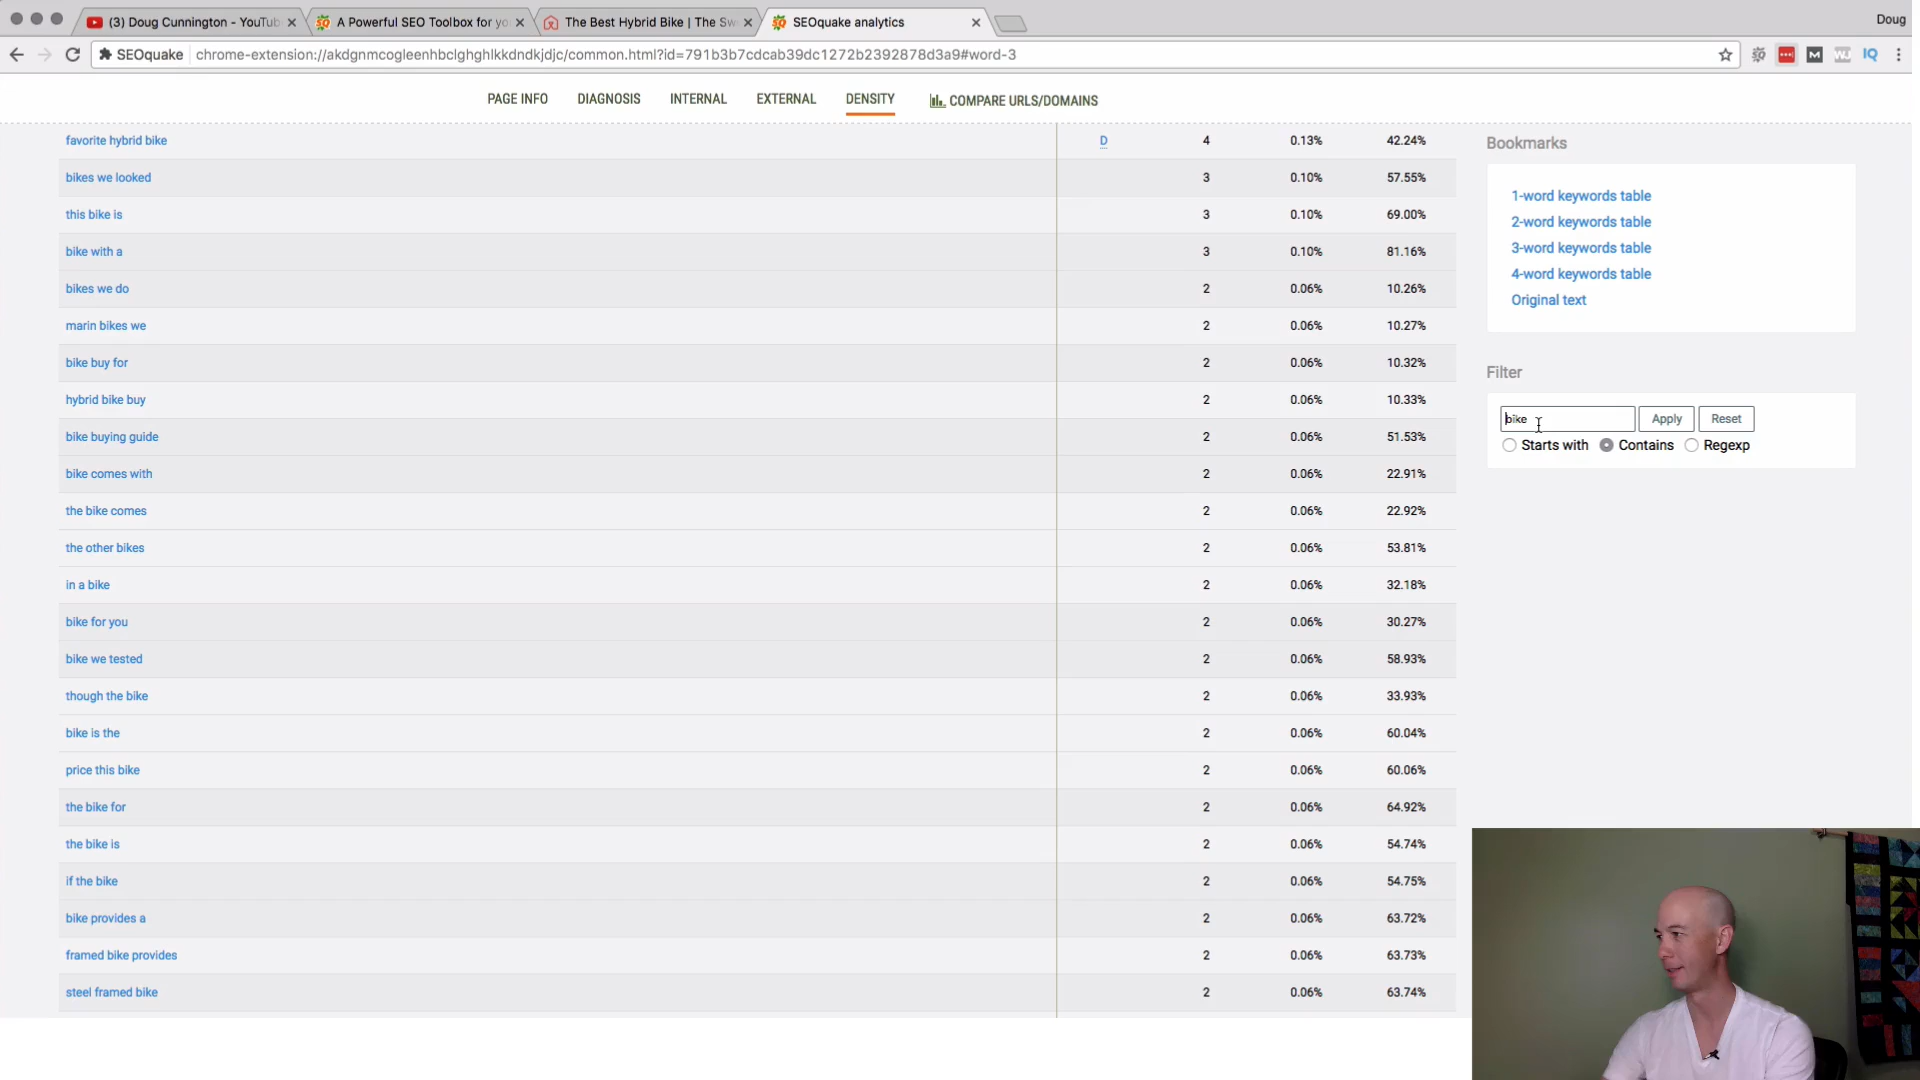 (3) Doug Cunnington - YouTub
A Powerful SEO Toolbox for yo
The Best Hybrid Bike | The Sw
SEOquake analytics
Doug
SEOquake chrome-extension://akdgnmcogleenhbclghghlkkdndkjdjc/common.html?id=791b3b7cdcab39dc1272b2392878d3a9#word-3
IQ
PAGE INFO DIAGNOSIS INTERNAL EXTERNAL DENSITY COMPARE URLS/DOMAINS
favorite hybrid bike D 4 0.13% 42.24%
bikes we looked 3 0.10% 57.55%
this bike is 3 0.10% 69.00%
bike with a 3 0.10% 81.16%
bikes we do 2 0.06% 10.26%
marin bikes we 2 0.06% 10.27%
bike buy for 2 0.06% 10.32%
hybrid bike buy 2 0.06% 10.33%
bike buying guide 2 0.06% 51.53%
bike comes with 2 0.06% 22.91%
the bike comes 2 0.06% 22.92%
the other bikes 2 0.06% 53.81%
in a bike 2 0.06% 32.18%
bike for you 2 0.06% 30.27%
bike we tested 2 0.06% 58.93%
though the bike 2 0.06% 33.93%
bike is the 2 0.06% 60.04%
price this bike 2 0.06% 60.06%
the bike for 2 0.06% 64.92%
the bike is 2 0.06% 54.74%
if the bike 2 0.06% 54.75%
bike provides a 2 0.06% 63.72%
framed bike provides 2 0.06% 63.73%
steel framed bike 2 0.06% 63.74%
Bookmarks
1-word keywords table
2-word keywords table
3-word keywords table
4-word keywords table
Original text
Filter
bike Apply Reset
Starts with Contains Regexp